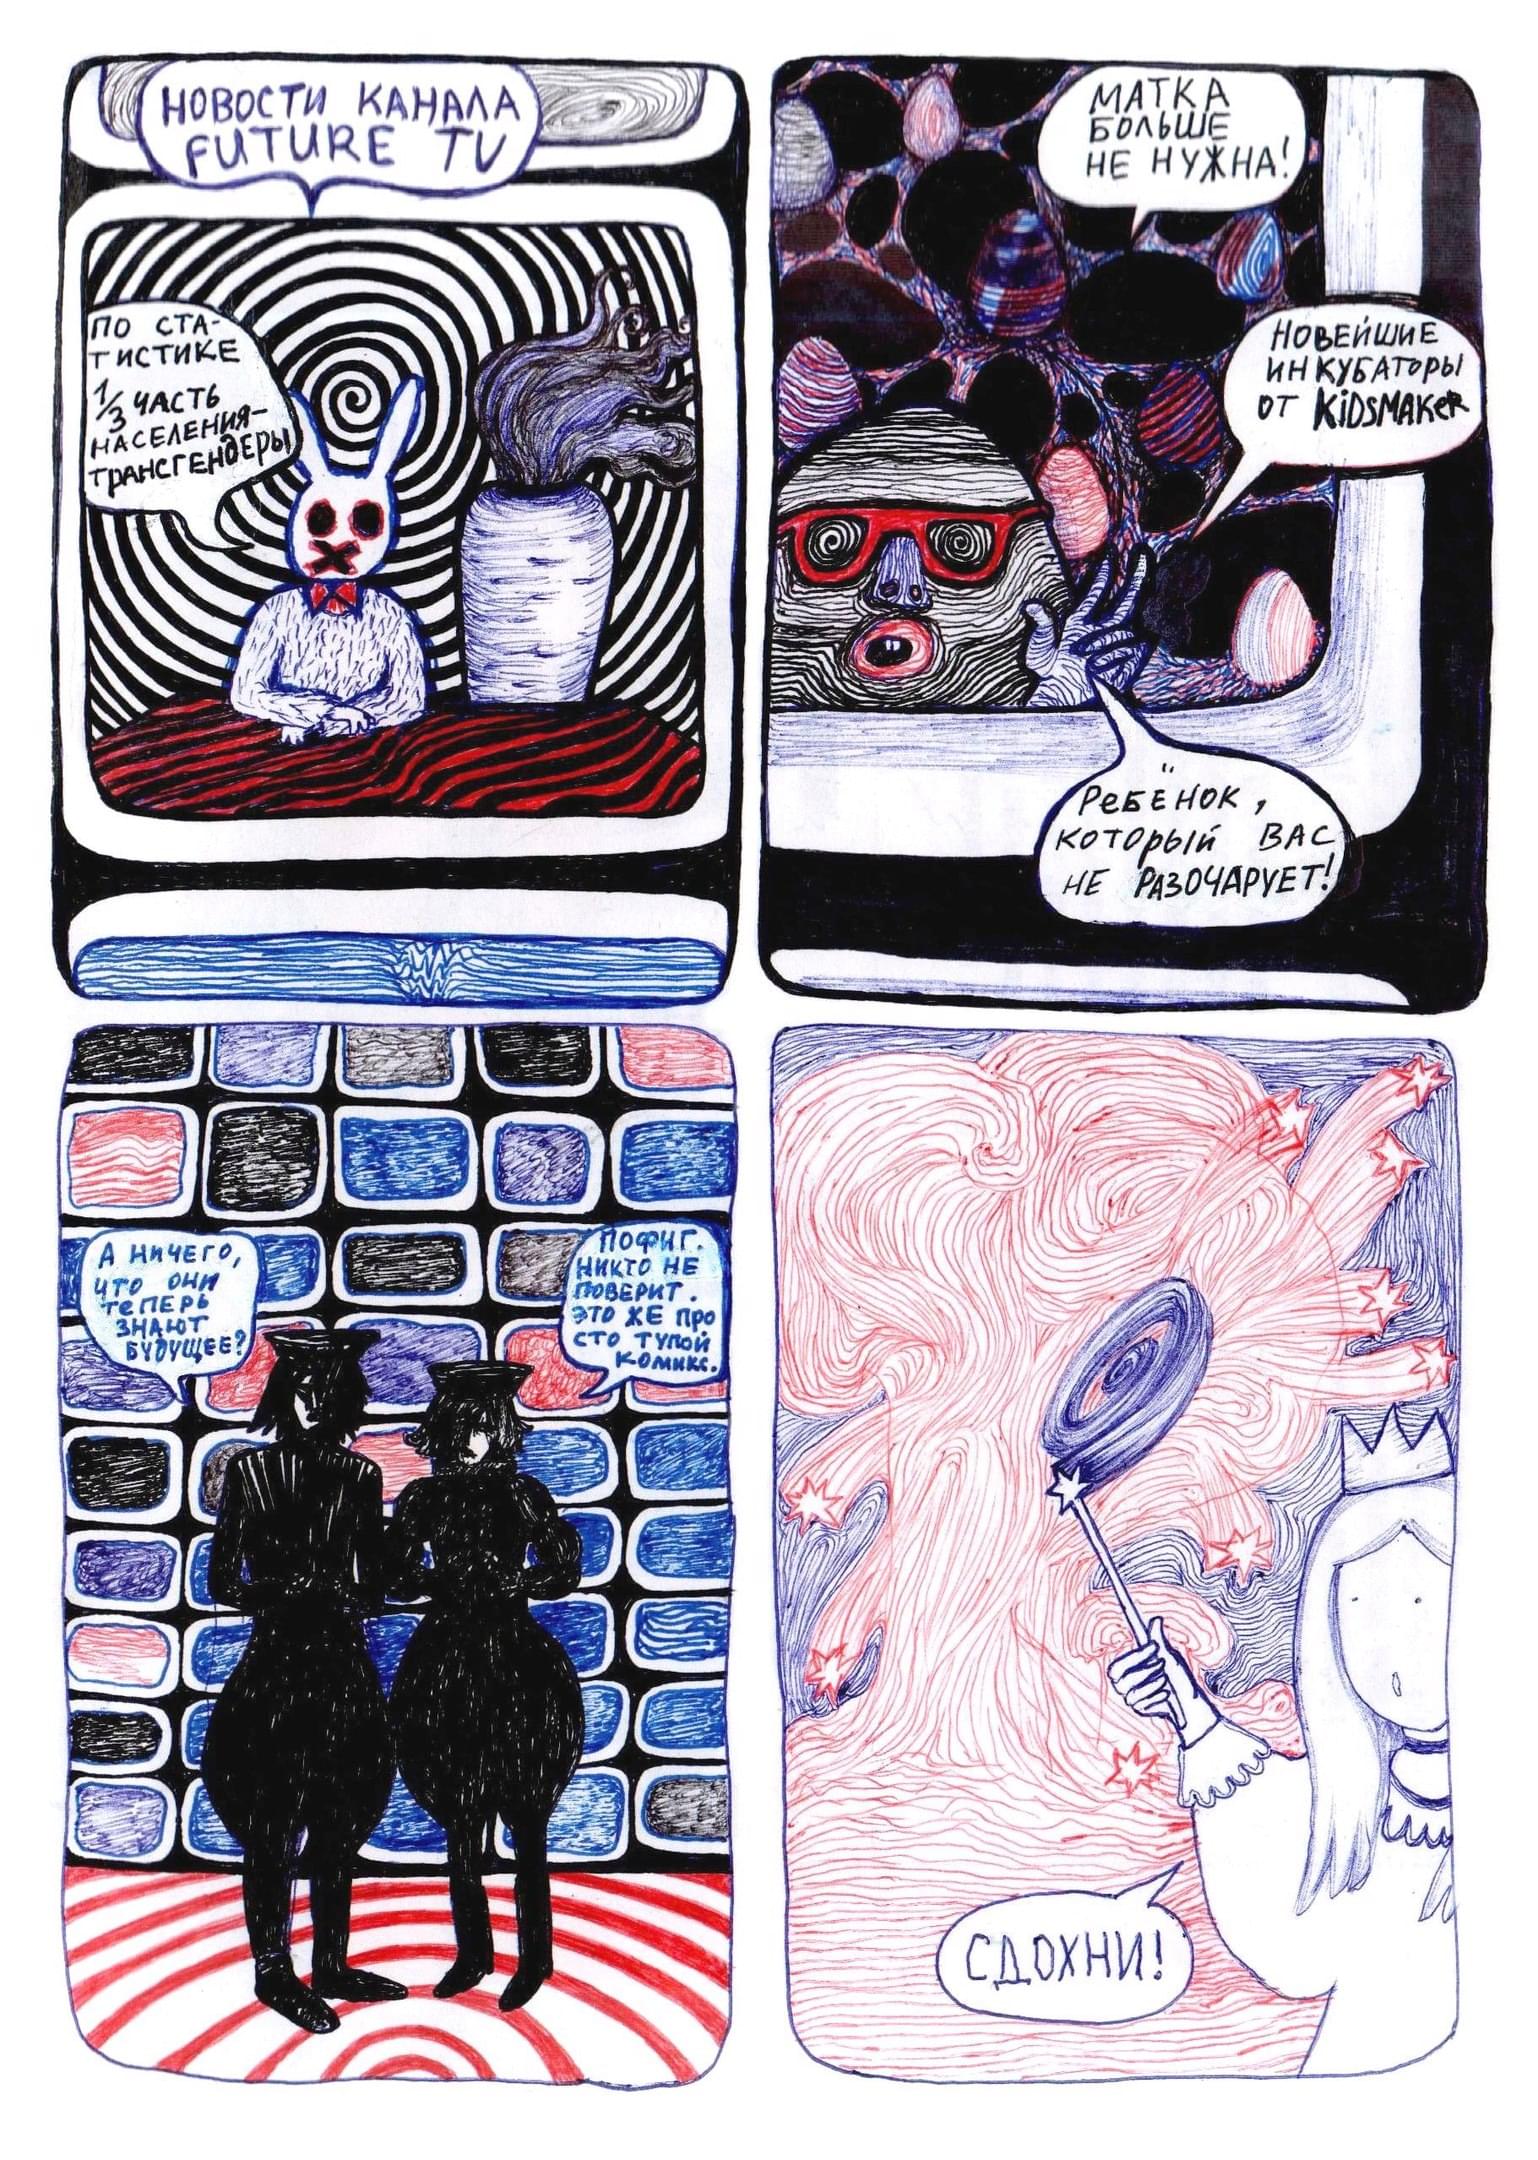 НОВОСТИ КАНАЛА
FUTURE TV
ПО СТА-
ТИСТИКЕ
1/3 ЧАСТЬ
НАСЕЛЕНИЯ-
ТРАНСГЕНДЕРЫ
МАТКА
БОЛЬШЕ
НЕ НУЖНА!
НОВЕЙШИЕ
ИНКУБАТОРЫ
ОТ KIDSMAKER
РЕБЁНОК,
КОТОРЫЙ ВАС
НЕ РАЗОЧАРУЕТ!
А НИЧЕГО,
ЧТО ОНИ
ТЕПЕРЬ
ЗНАЮТ
БУДУЩЕЕ?
ПОФИГ.
НИКТО НЕ
ПОВЕРИТ.
ЭТО ЖЕ ПРО
СТО ТУПОЙ
КОМИКС.
СДОХНИ!